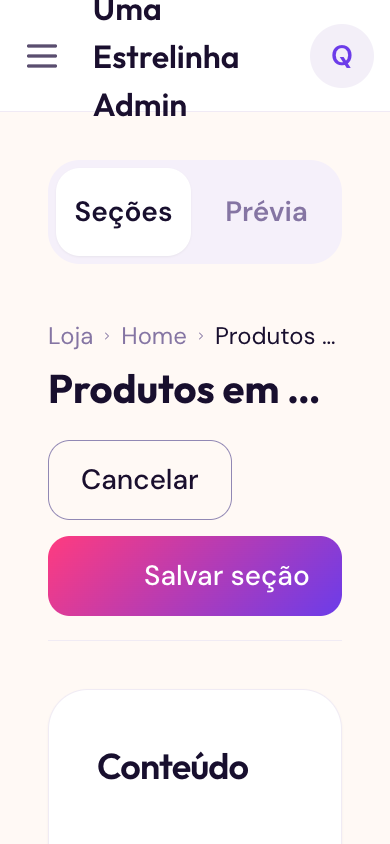 Uma
Estrelinha
Admin
Q
Seções
Prévia
Loja › Home › Produtos ...
Produtos em ...
Cancelar
Salvar seção
Conteúdo